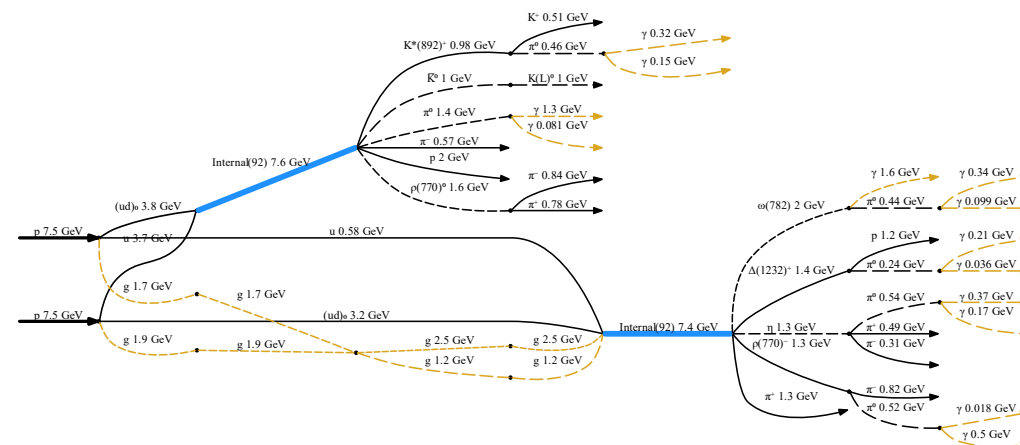 K⁺ 0.51 GeV
K*(892)⁺ 0.98 GeV
π⁰ 0.46 GeV
γ 0.32 GeV
γ 0.15 GeV
K̄⁰ 1 GeV
K(L)⁰ 1 GeV
π⁰ 1.4 GeV
γ 1.3 GeV
γ 0.081 GeV
π⁻ 0.57 GeV
p 2 GeV
Internal(92) 7.6 GeV
ρ(770)⁰ 1.6 GeV
π⁻ 0.84 GeV
π⁺ 0.78 GeV
(ud)₀ 3.8 GeV
p 7.5 GeV
u 3.7 GeV
u 0.58 GeV
g 1.7 GeV
g 1.7 GeV
p 7.5 GeV
(ud)₀ 3.2 GeV
g 1.9 GeV
g 1.9 GeV
g 2.5 GeV
g 2.5 GeV
g 1.2 GeV
g 1.2 GeV
Internal(92) 7.4 GeV
γ 1.6 GeV
γ 0.34 GeV
ω(782) 2 GeV
π⁰ 0.44 GeV
γ 0.099 GeV
p 1.2 GeV
γ 0.21 GeV
Δ(1232)⁺ 1.4 GeV
π⁰ 0.24 GeV
γ 0.036 GeV
π⁰ 0.54 GeV
γ 0.37 GeV
γ 0.17 GeV
η 1.3 GeV
π⁺ 0.49 GeV
ρ(770)⁻ 1.3 GeV
π⁻ 0.31 GeV
π⁺ 1.3 GeV
π⁻ 0.82 GeV
π⁰ 0.52 GeV
γ 0.018 GeV
γ 0.5 GeV